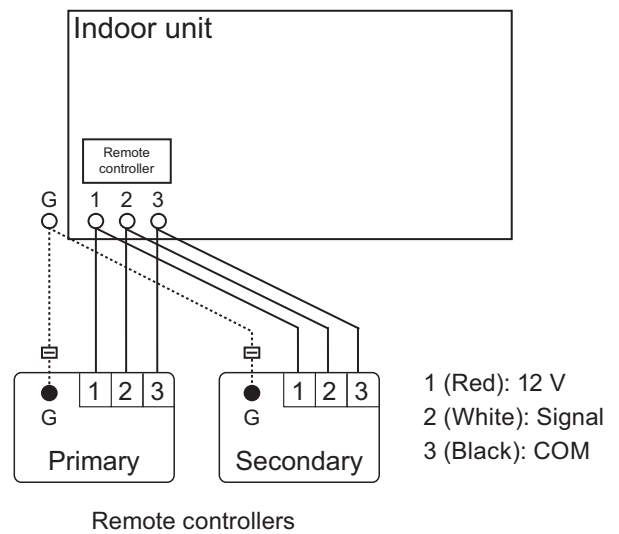 Indoor unit
Remote
controller
G 1 2 3
1 2 3 1 2 3
G G
Primary Secondary
1 (Red): 12 V
2 (White): Signal
3 (Black): COM
Remote controllers